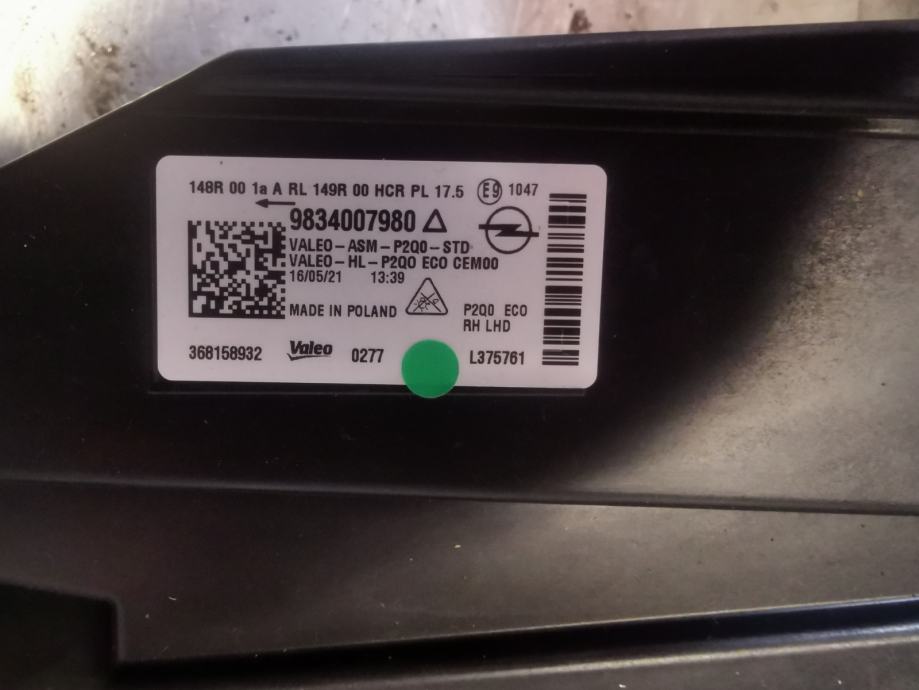 148R 00 1a A RL 149R 00 HCR PL 17.5 E9 1047
9834007980
VALEO-ASM-P2Q0-STD
VALEO-HL-P2QO ECO CEM00
16/05/21 13:39
MADE IN POLAND
P2Q0 ECO
RH LHD
368158932 Valeo 0277 L375761